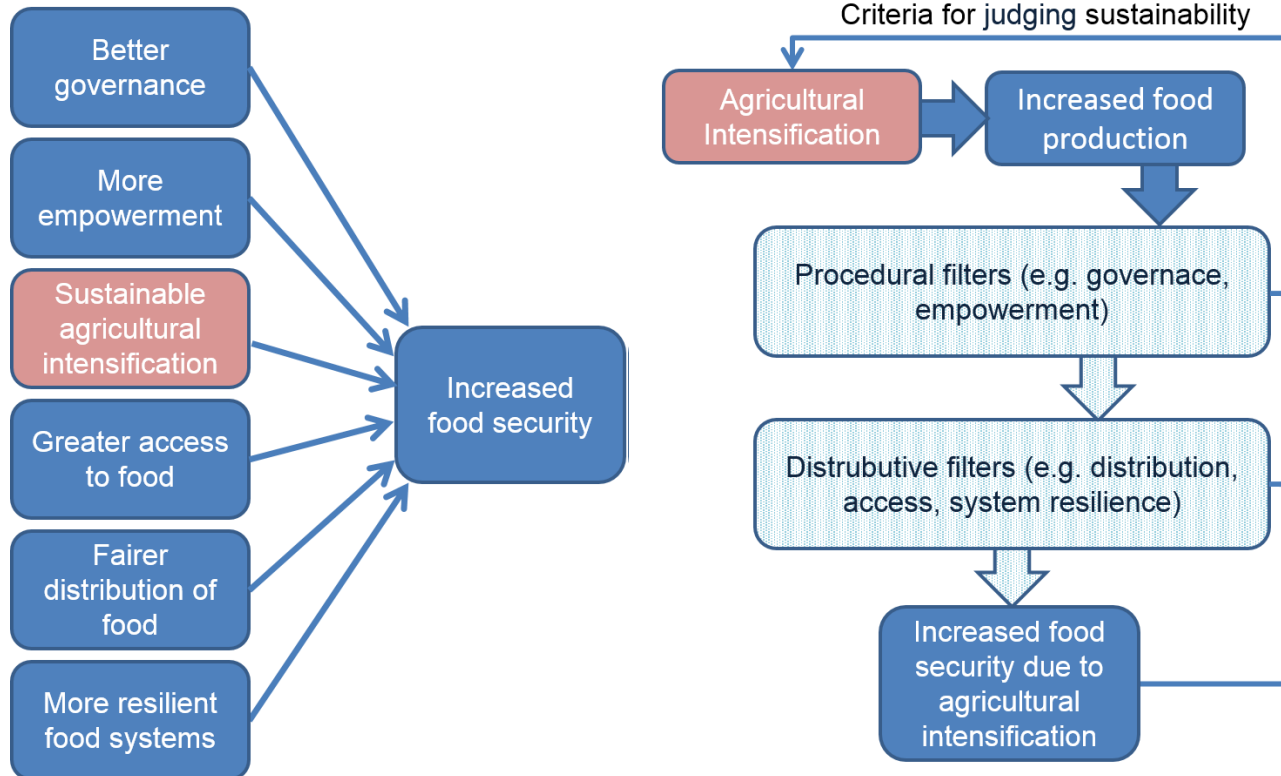 Better
governance
More
empowerment
Sustainable
agricultural
intensification
Greater access
to food
Fairer
distribution of
food
More resilient
food systems
Increased
food security
Criteria for judging sustainability
Agricultural
Intensification
Increased food
production
Procedural filters (e.g. governace,
empowerment)
Distrubutive filters (e.g. distribution,
access, system resilience)
Increased food
security due to
agricultural
intensification